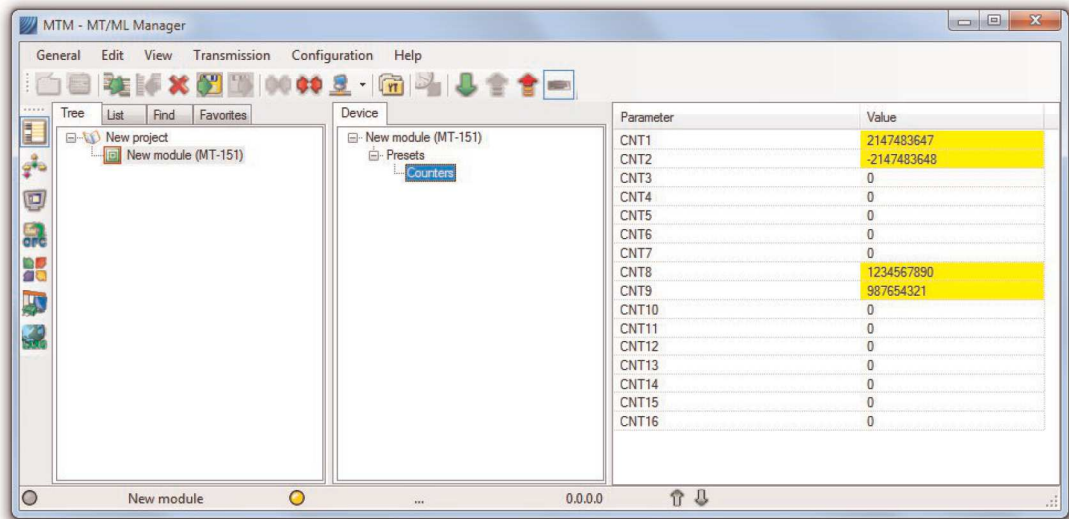 MTM - MT/ML Manager
General Edit View Transmission Configuration Help
YT
Tree List Find Favorites
New project
New module (MT-151)
OPC
Device
New module (MT-151)
Presets
Counters
Parameter Value
CNT1 2147483647
CNT2 -2147483648
CNT3 0
CNT4 0
CNT5 0
CNT6 0
CNT7 0
CNT8 1234567890
CNT9 987654321
CNT10 0
CNT11 0
CNT12 0
CNT13 0
CNT14 0
CNT15 0
CNT16 0
New module ... 0.0.0.0